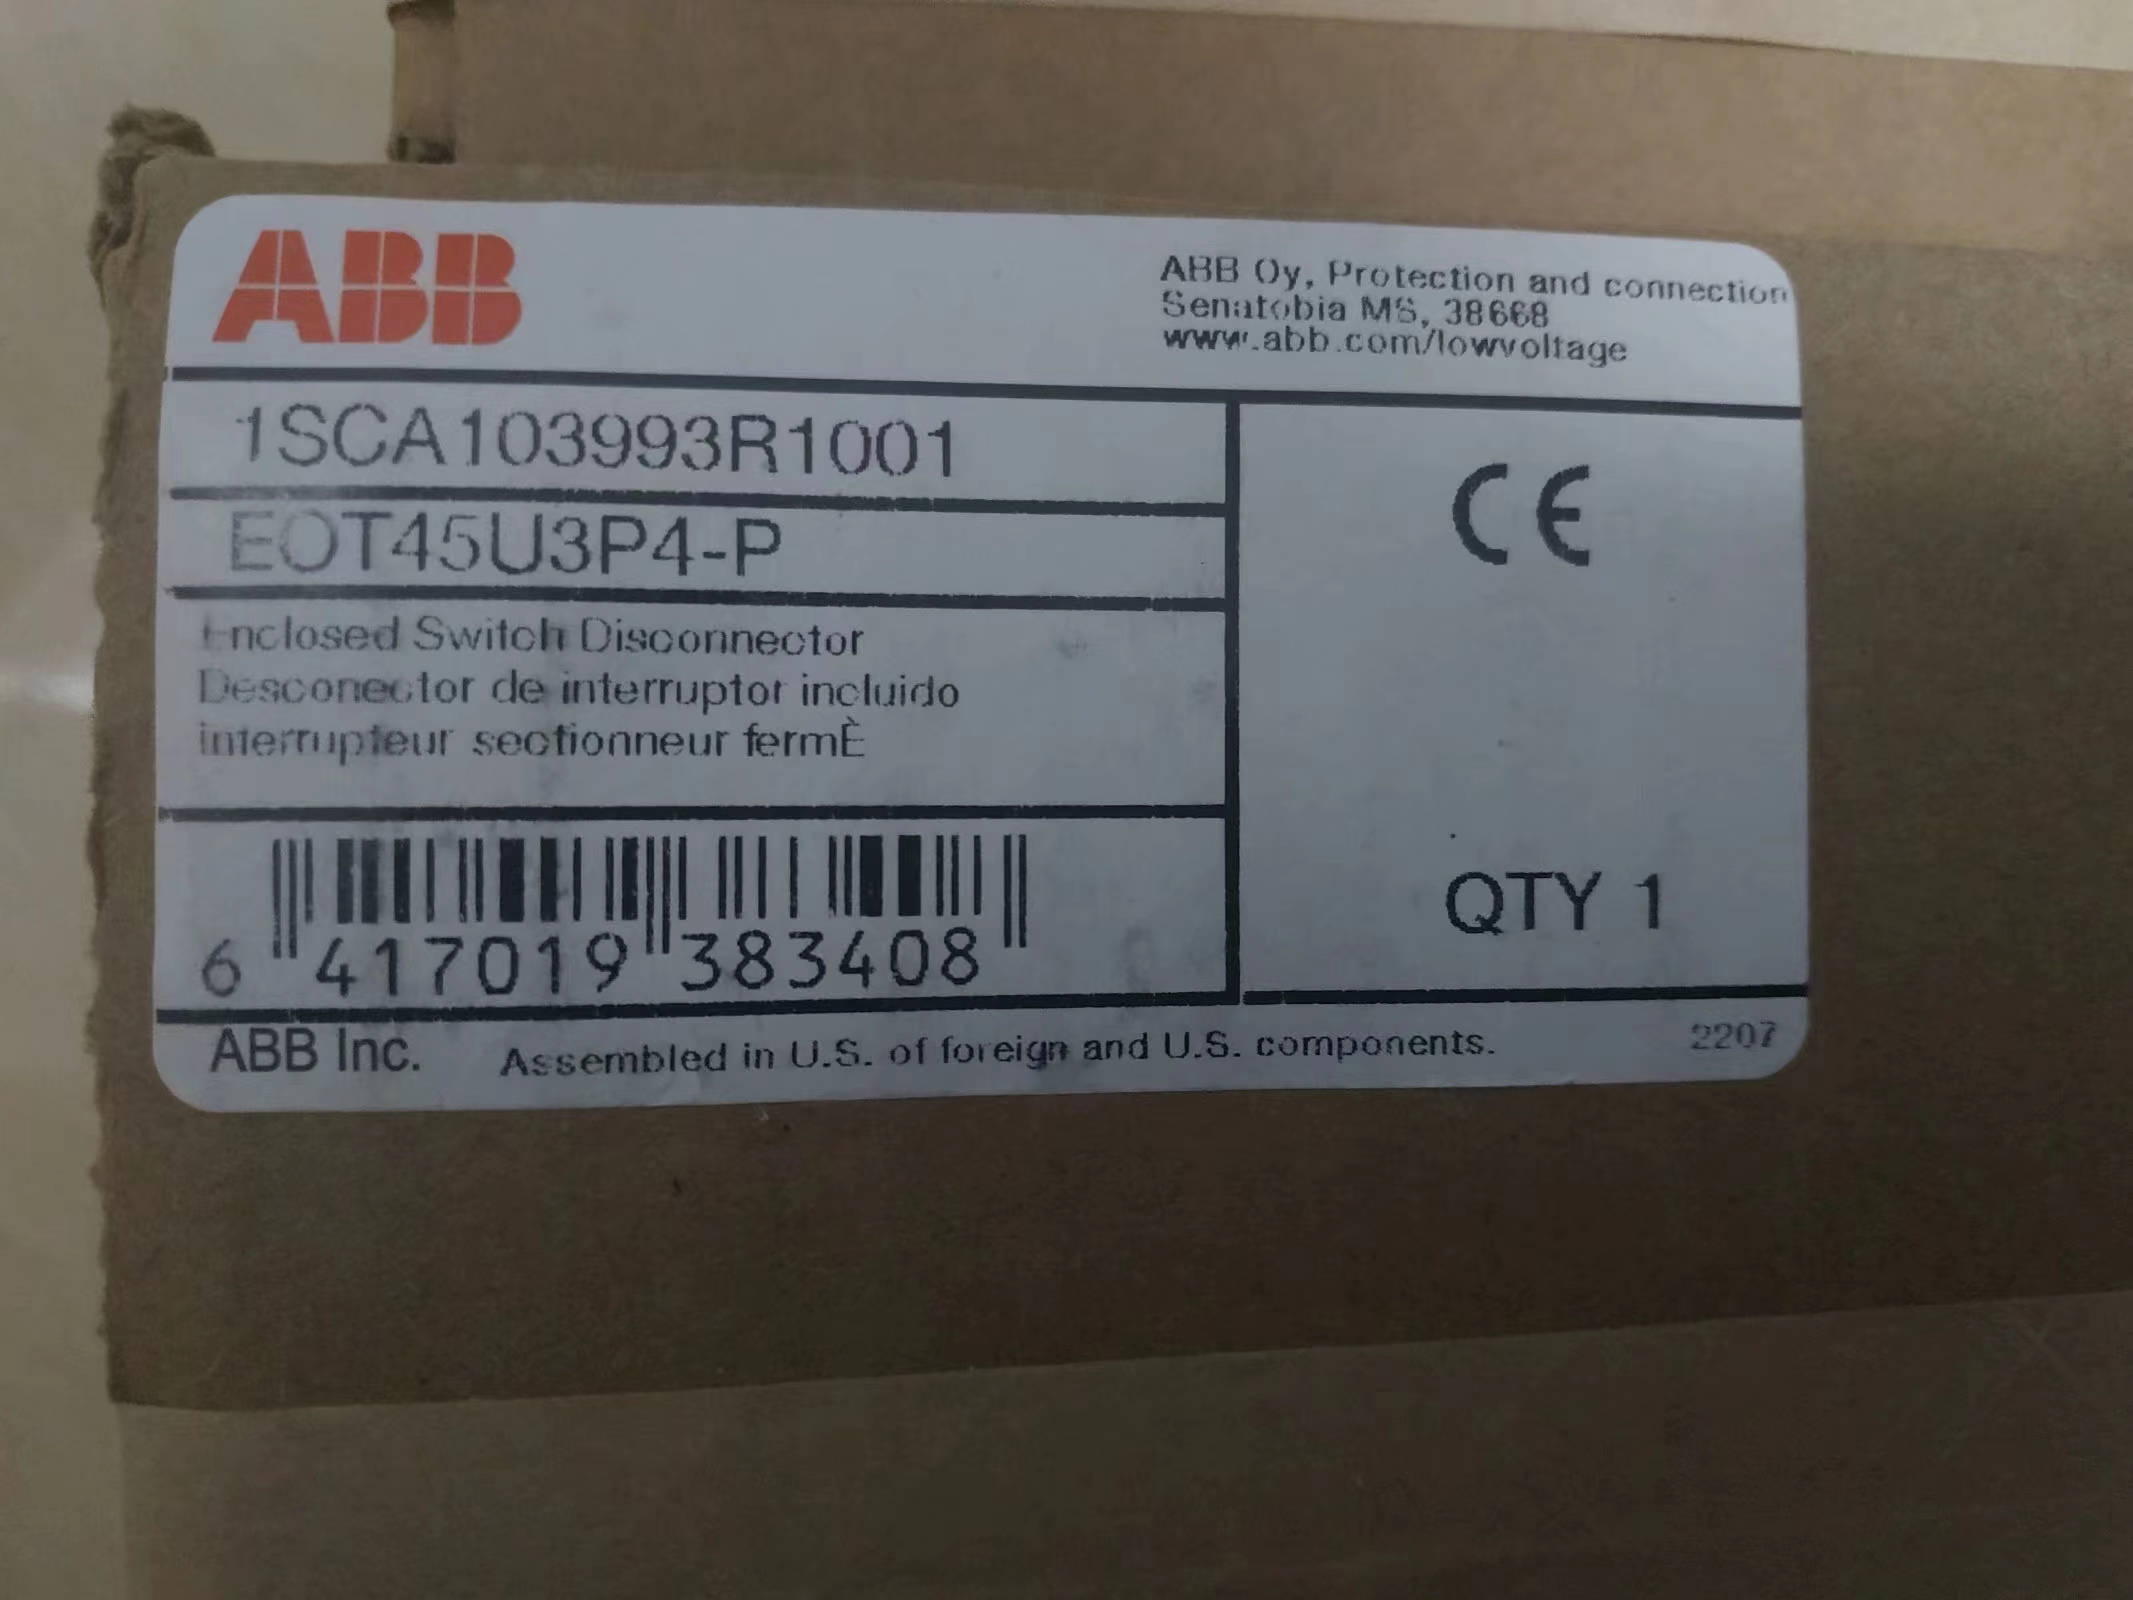 ABB
ABB Oy, Protection and connection
Senatobia MS, 38668
www.abb.com/lowvoltage
1SCA103993R1001
EOT45U3P4-P
Enclosed Switch Disconnector
Desconector de interruptor incluido
interrupteur sectionneur fermÈ
CE
6 417019 383408
QTY 1
ABB Inc. Assembled in U.S. of foreign and U.S. components. 2207